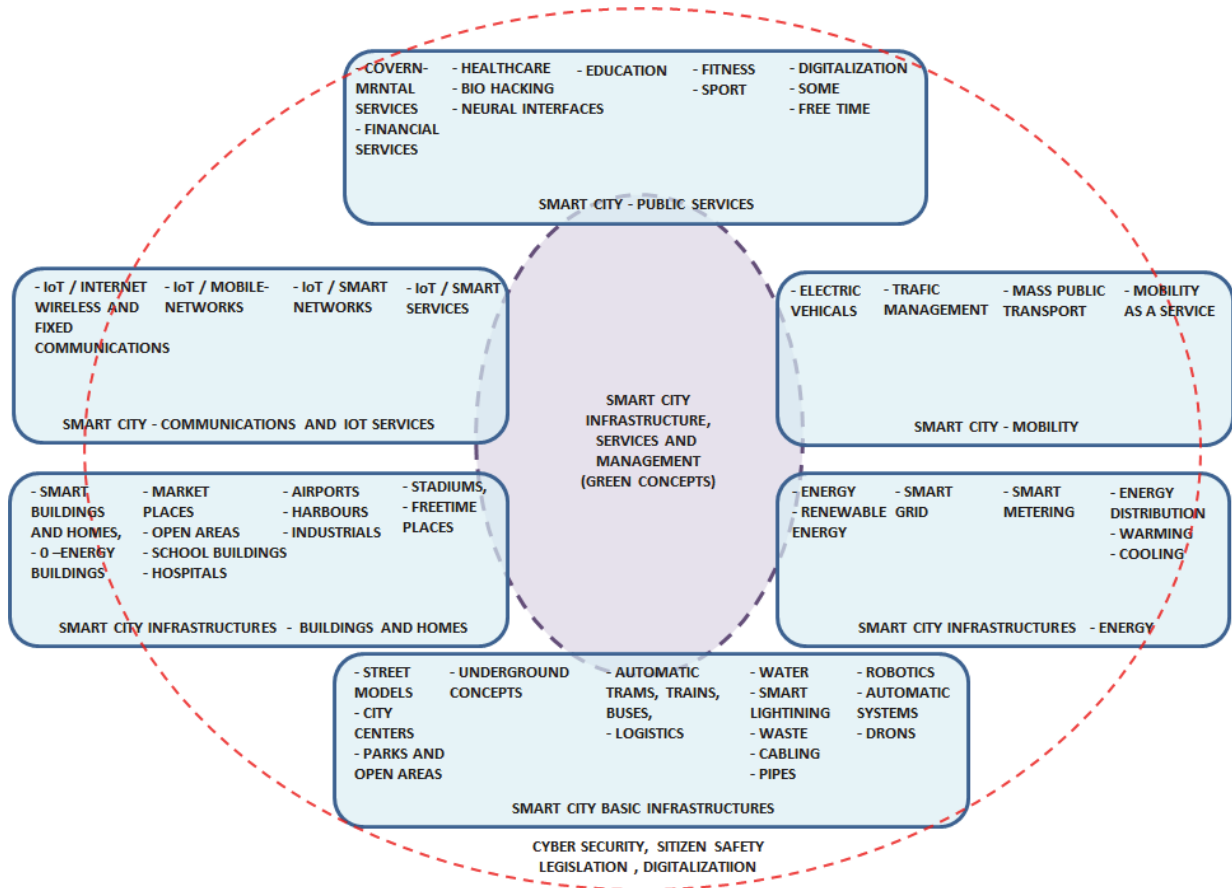 - COVERN-
MRNTAL
SERVICES
- FINANCIAL
SERVICES
- HEALTHCARE
- BIO HACKING
- NEURAL INTERFACES
- EDUCATION
- FITNESS
- SPORT
- DIGITALIZATION
- SOME
- FREE TIME
SMART CITY - PUBLIC SERVICES
- IoT / INTERNET
WIRELESS AND
FIXED
COMMUNICATIONS
- IoT / MOBILE-
NETWORKS
- IoT / SMART
NETWORKS
- IoT / SMART
SERVICES
SMART CITY - COMMUNICATIONS AND IOT SERVICES
- ELECTRIC
VEHICALS
- TRAFIC
MANAGEMENT
- MASS PUBLIC
TRANSPORT
- MOBILITY
AS A SERVICE
SMART CITY - MOBILITY
SMART CITY
INFRASTRUCTURE,
SERVICES AND
MANAGEMENT
(GREEN CONCEPTS)
- SMART
BUILDINGS
AND HOMES,
- 0 –ENERGY
BUILDINGS
- MARKET
PLACES
- OPEN AREAS
- SCHOOL BUILDINGS
- HOSPITALS
- AIRPORTS
- HARBOURS
- INDUSTRIALS
- STADIUMS,
- FREETIME
PLACES
SMART CITY INFRASTRUCTURES - BUILDINGS AND HOMES
- ENERGY
- RENEWABLE
ENERGY
- SMART
GRID
- SMART
METERING
- ENERGY
DISTRIBUTION
- WARMING
- COOLING
SMART CITY INFRASTRUCTURES - ENERGY
- STREET
MODELS
- CITY
CENTERS
- PARKS AND
OPEN AREAS
- UNDERGROUND
CONCEPTS
- AUTOMATIC
TRAMS, TRAINS,
BUSES,
- LOGISTICS
- WATER
- SMART
LIGHTINING
- WASTE
- CABLING
- PIPES
- ROBOTICS
- AUTOMATIC
SYSTEMS
- DRONS
SMART CITY BASIC INFRASTRUCTURES
CYBER SECURITY, SITIZEN SAFETY
LEGISLATION , DIGITALIZATIION